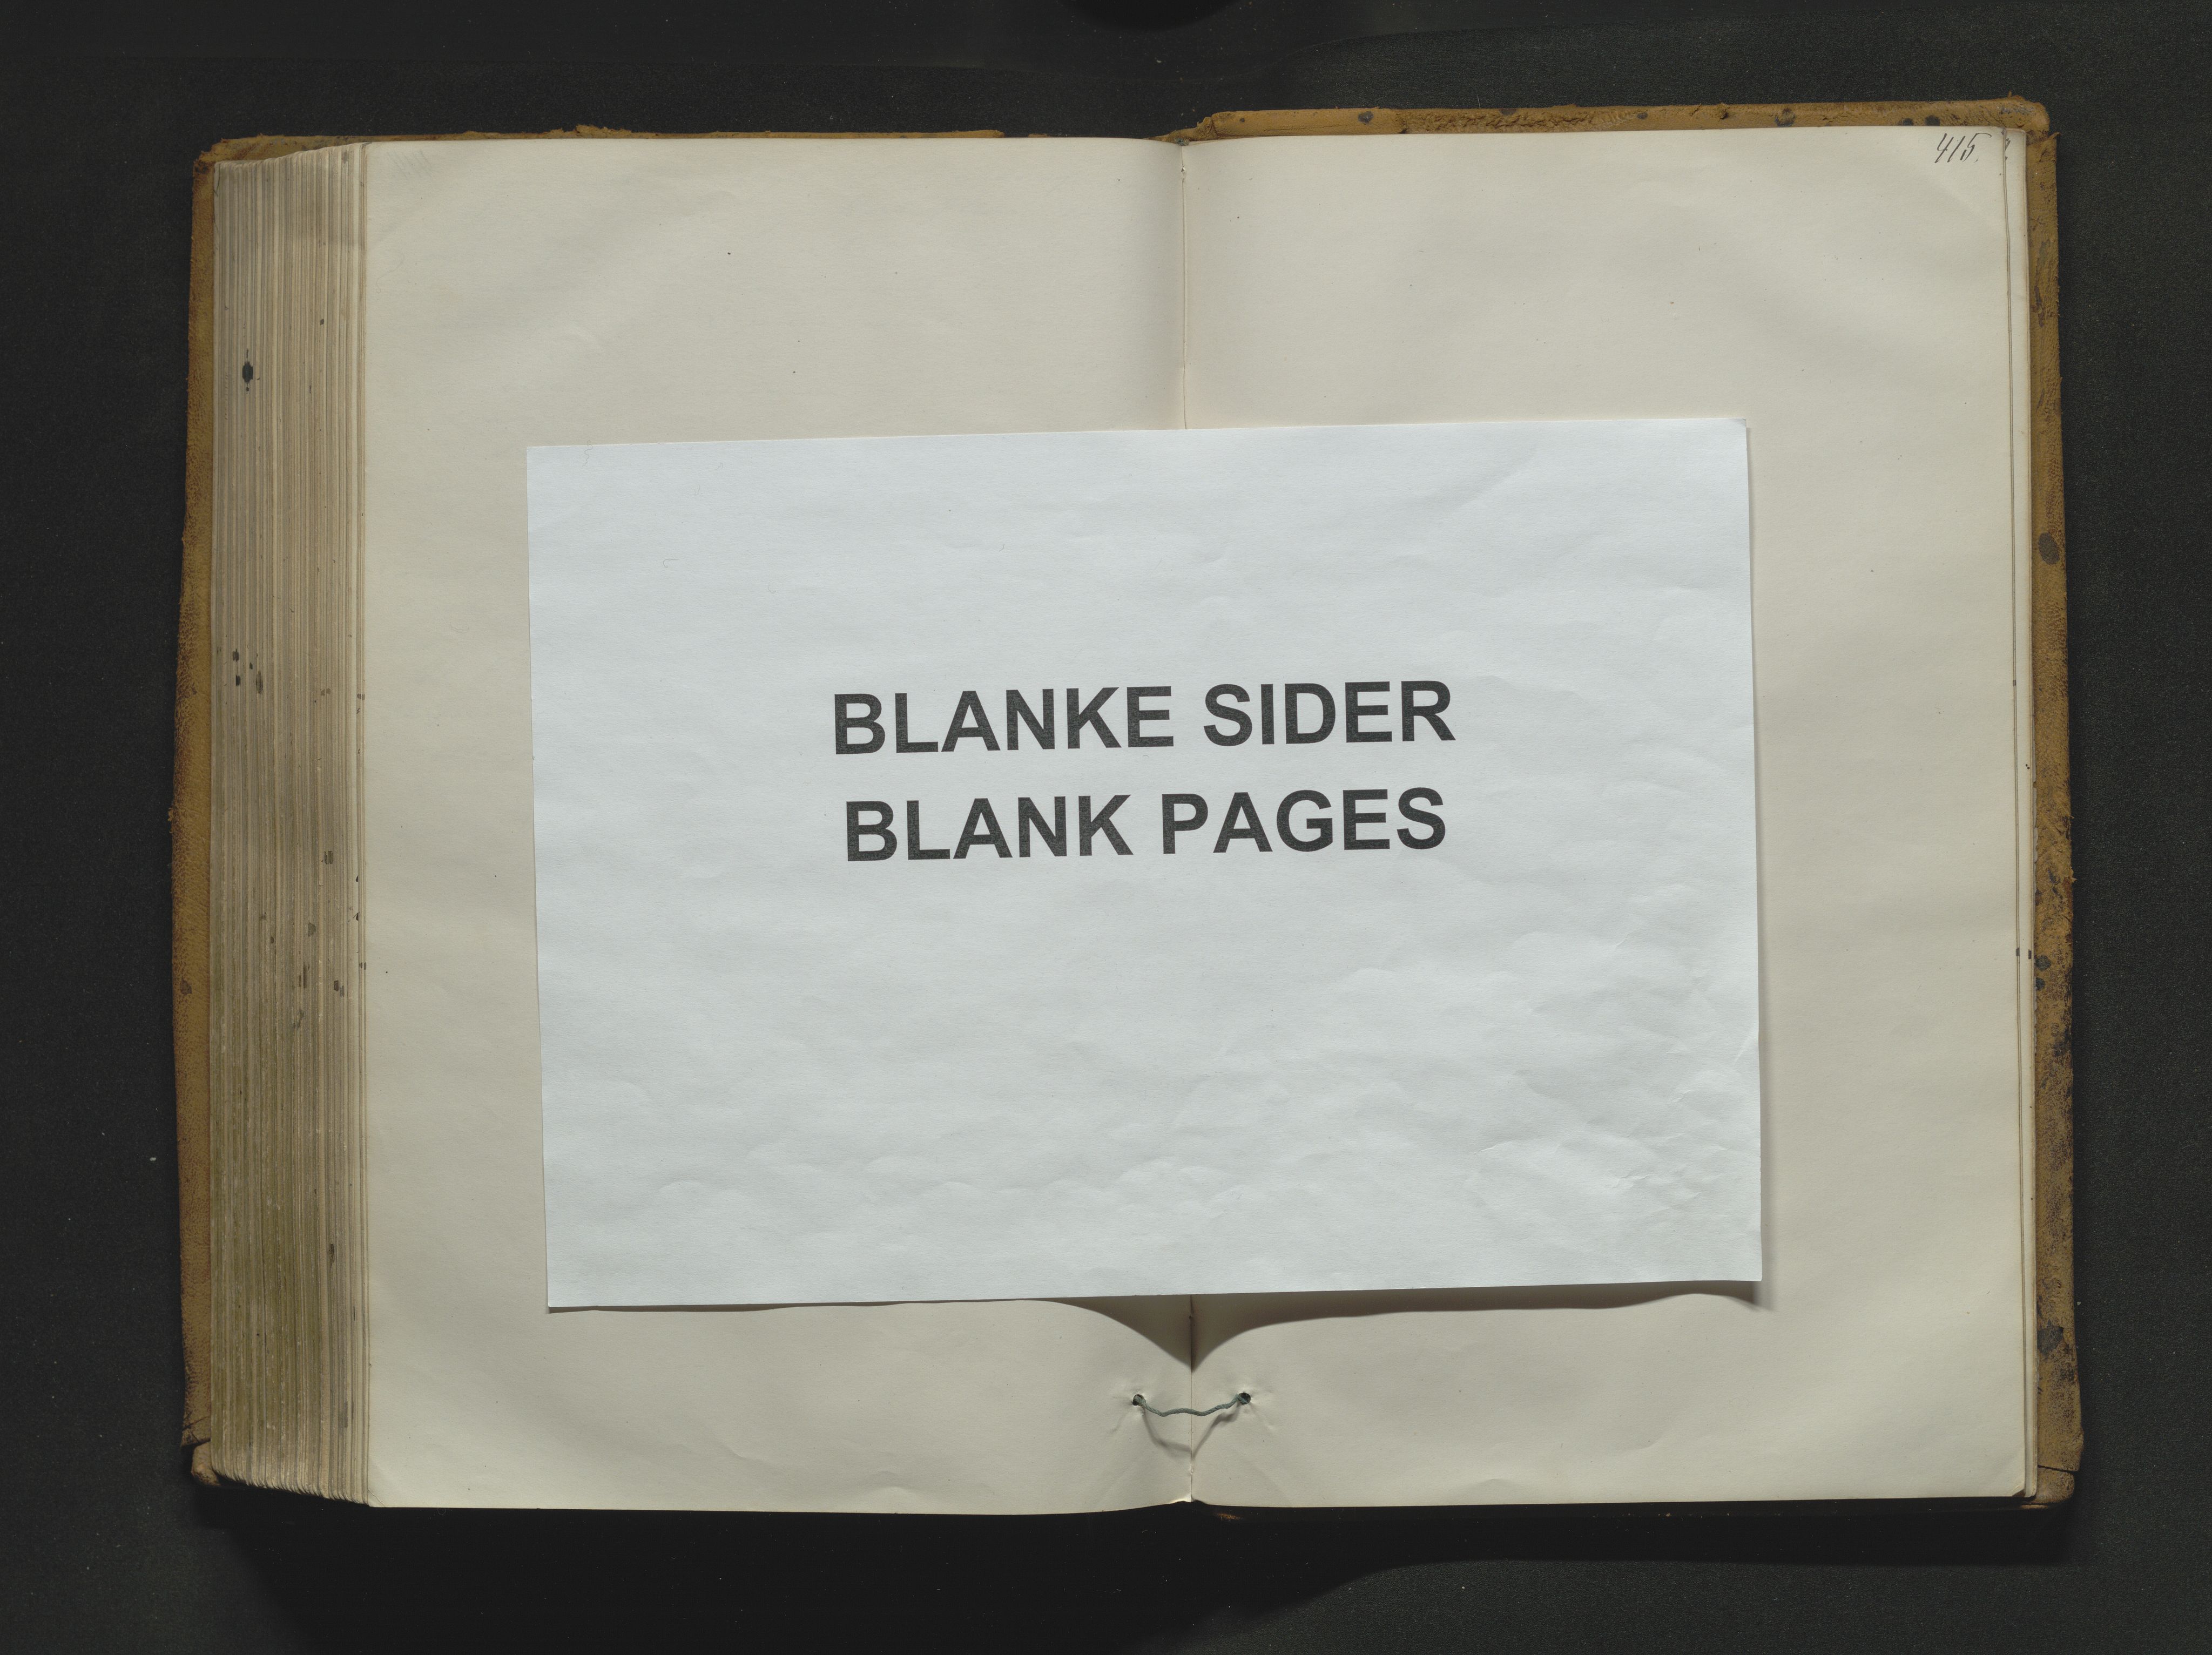 415.
BLANKE SIDER
BLANK PAGES